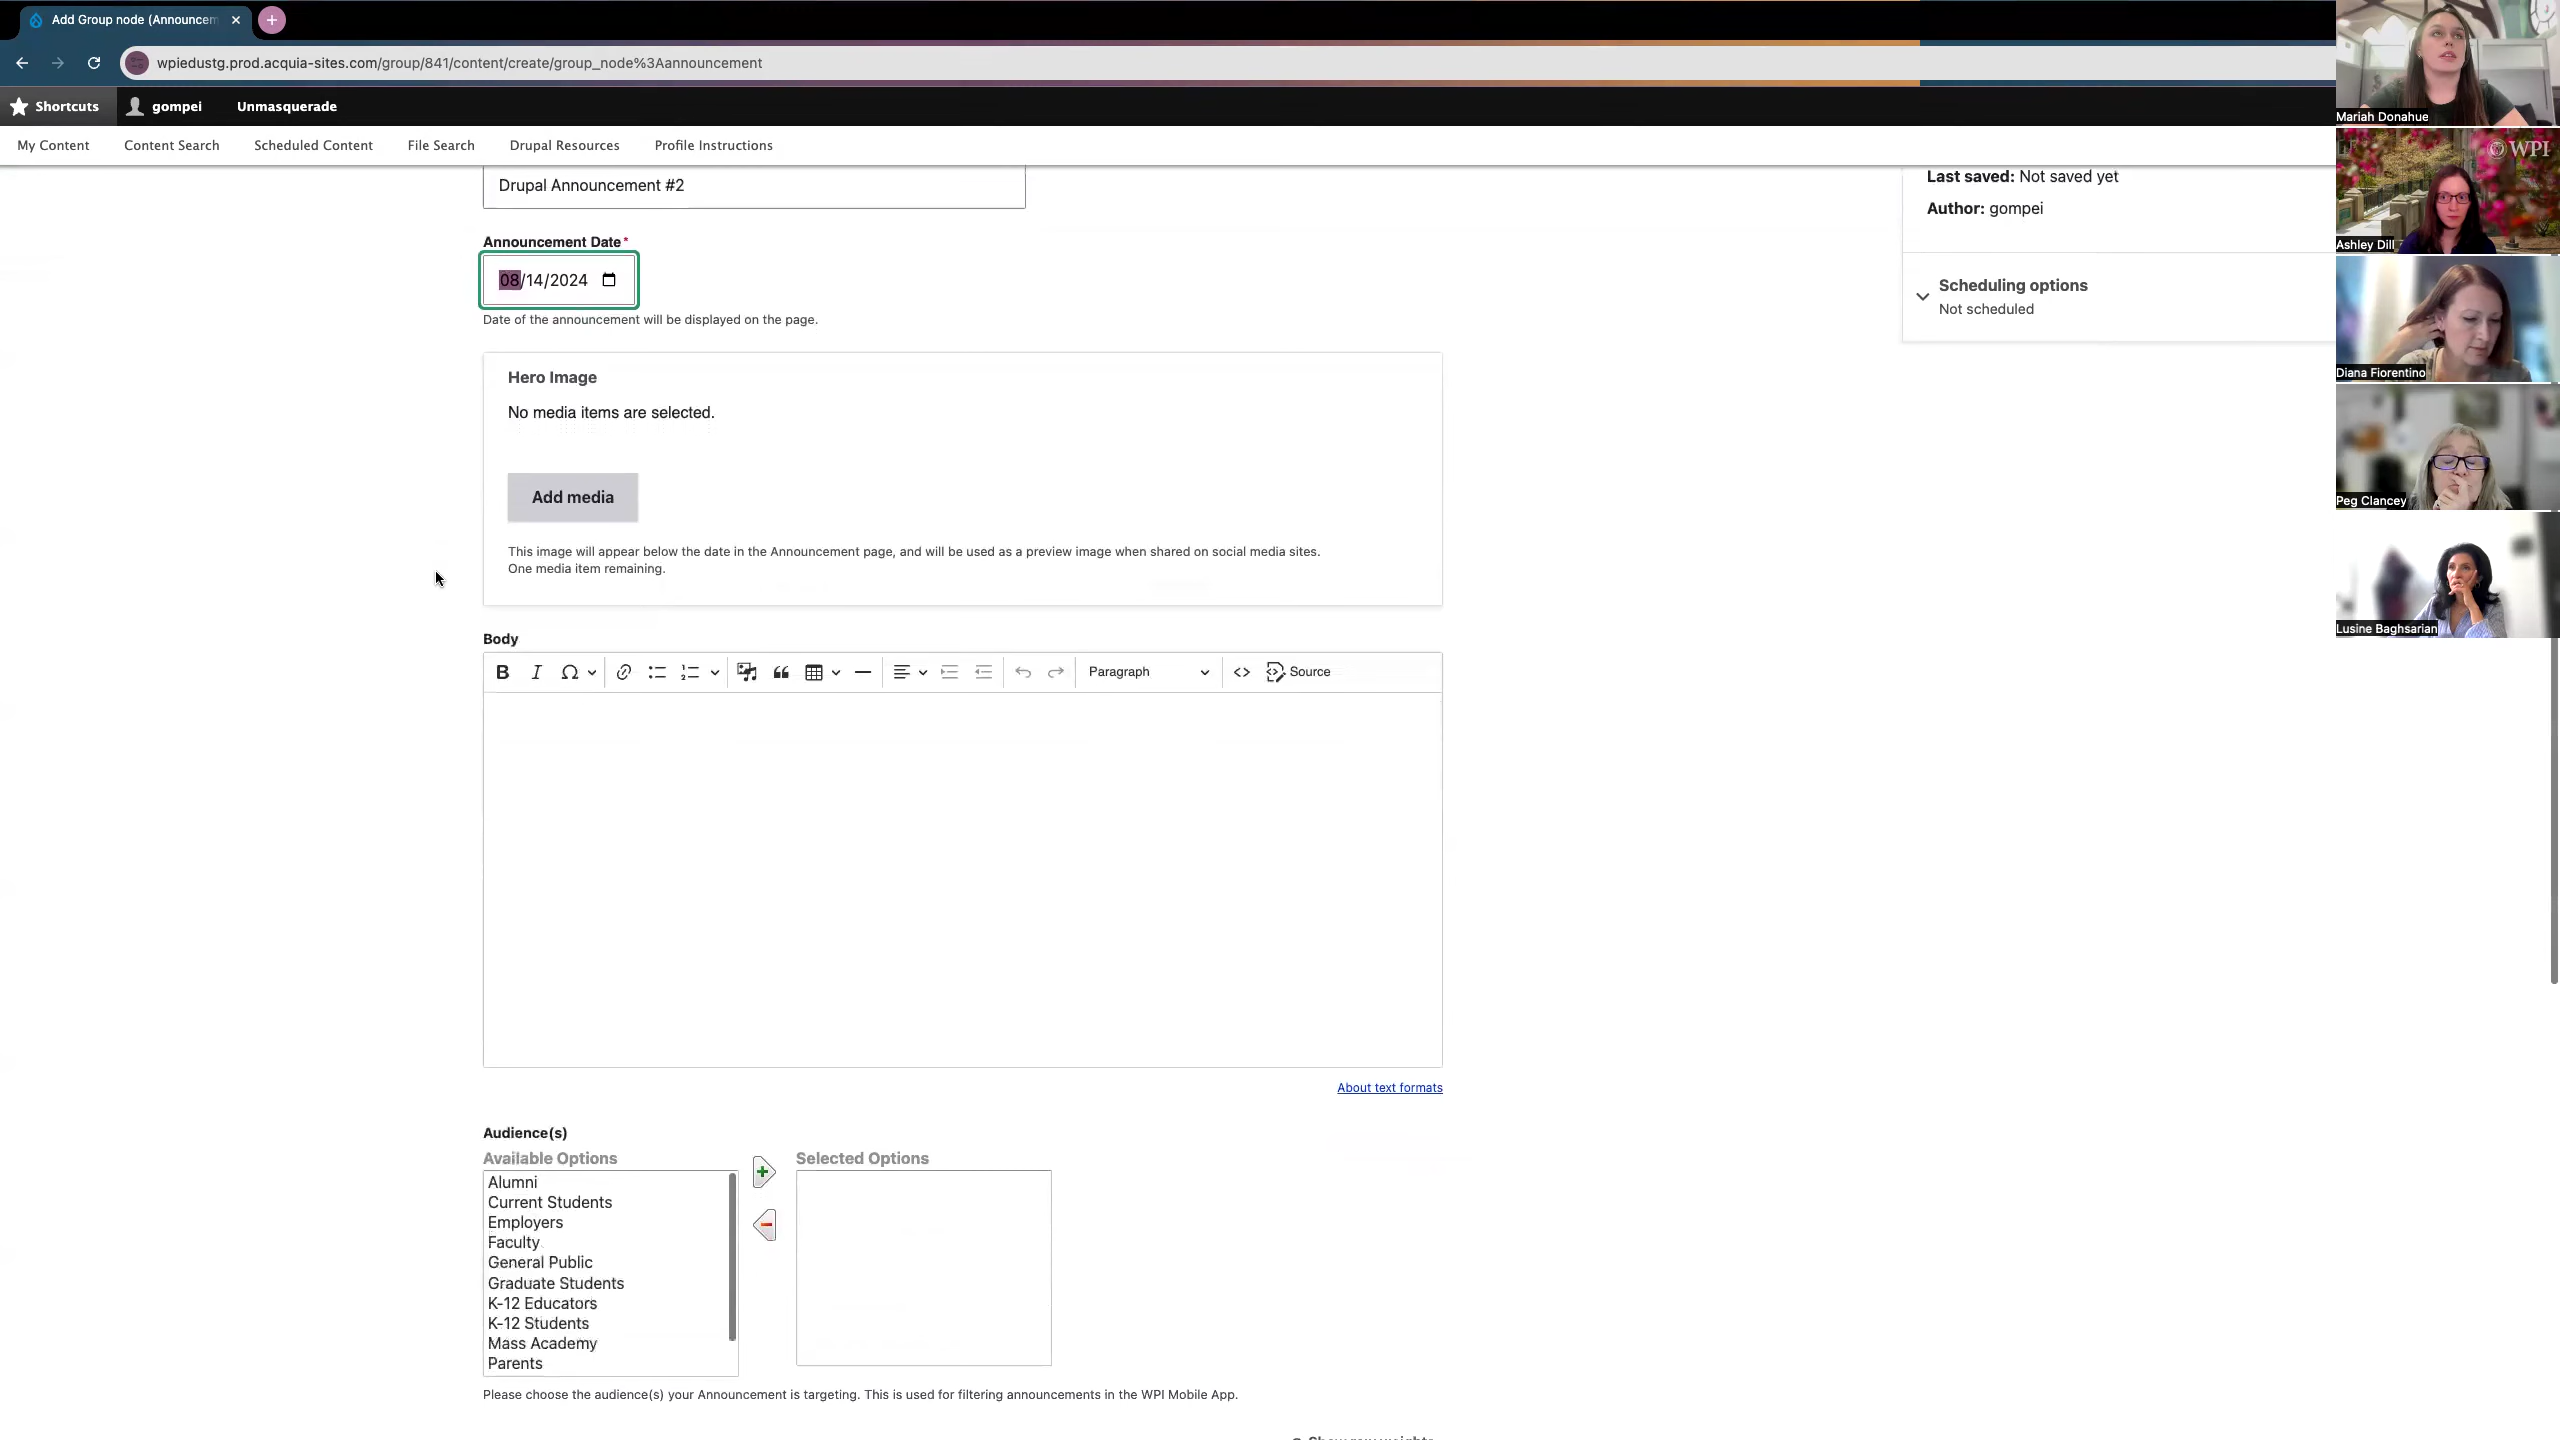 Add Group node (Announcem
wpiedustg.prod.acquia-sites.com/group/841/content/create/group_node%3Aannouncement
Shortcuts gompei Unmasquerade
My Content Content Search Scheduled Content File Search Drupal Resources Profile Instructions
Drupal Announcement #2
Last saved: Not saved yet
Author: gompei
Announcement Date*
08/14/2024
Date of the announcement will be displayed on the page.
Scheduling options
Not scheduled
Hero Image
No media items are selected.
Add media
This image will appear below the date in the Announcement page, and will be used as a preview image when shared on social media sites.
One media item remaining.
Body
Paragraph Source
About text formats
Audience(s)
Available Options
Selected Options
Alumni
Current Students
Employers
Faculty
General Public
Graduate Students
K-12 Educators
K-12 Students
Mass Academy
Parents
Please choose the audience(s) your Announcement is targeting. This is used for filtering announcements in the WPI Mobile App.
Mariah Donahue
WPI
Ashley Dill
Diana Fiorentino
Peg Clancey
Lusine Baghsarian